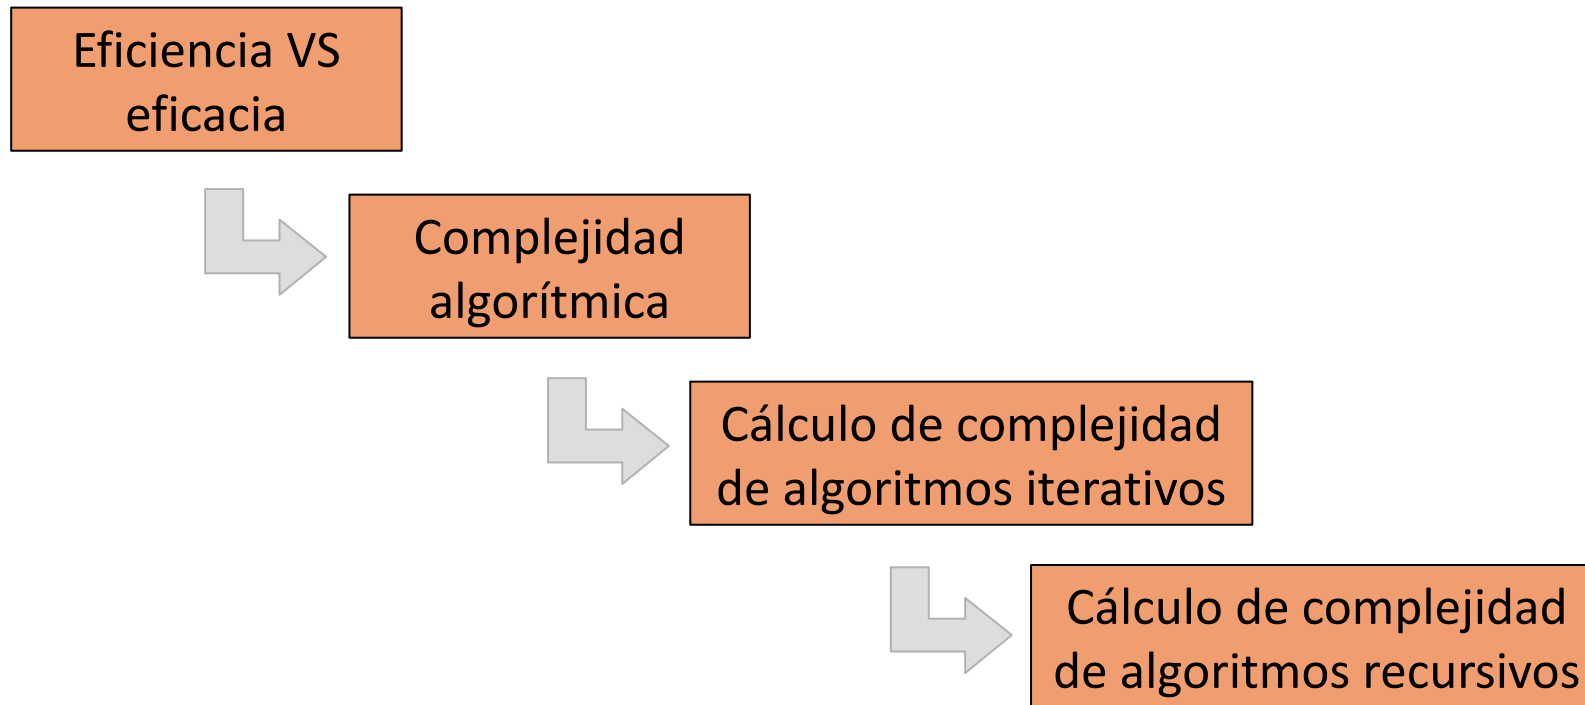 Eficiencia VS
eficacia
Complejidad
algorítmica
Cálculo de complejidad
de algoritmos iterativos
Cálculo de complejidad
de algoritmos recursivos